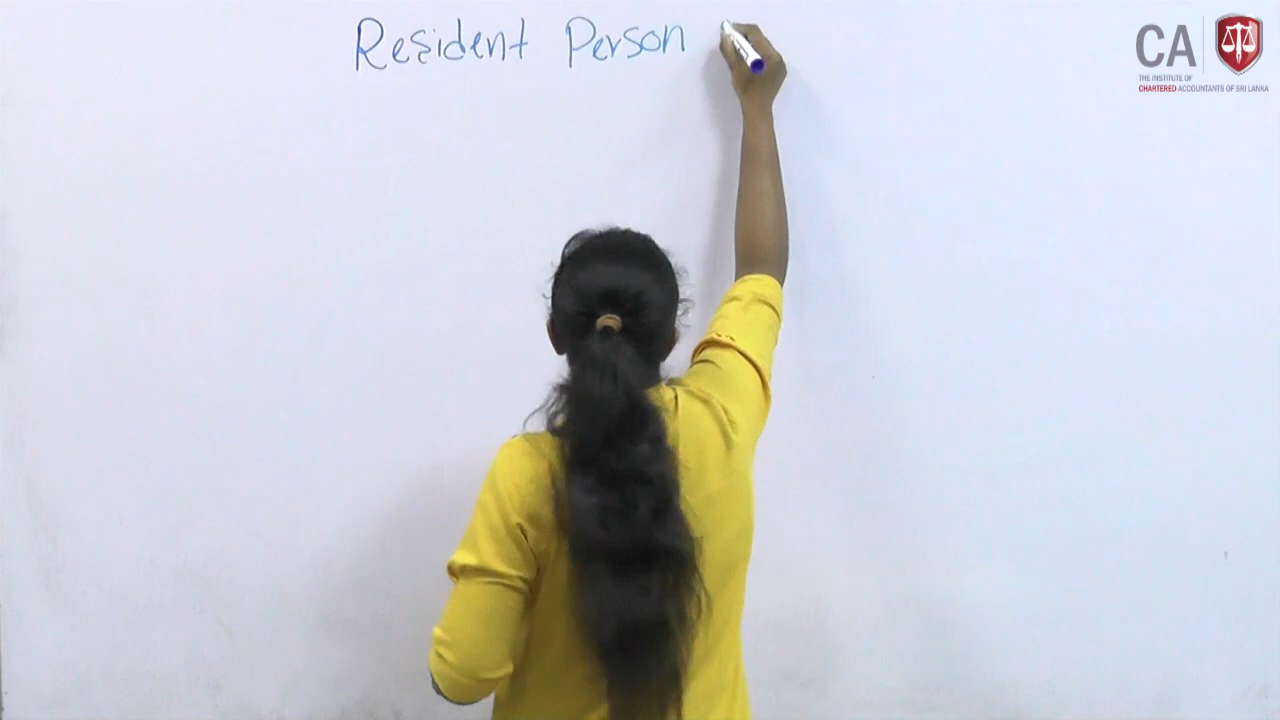 Resident Person
CA
THE INSTITUTE OF
CHARTERED ACCOUNTANTS OF SRI LANKA